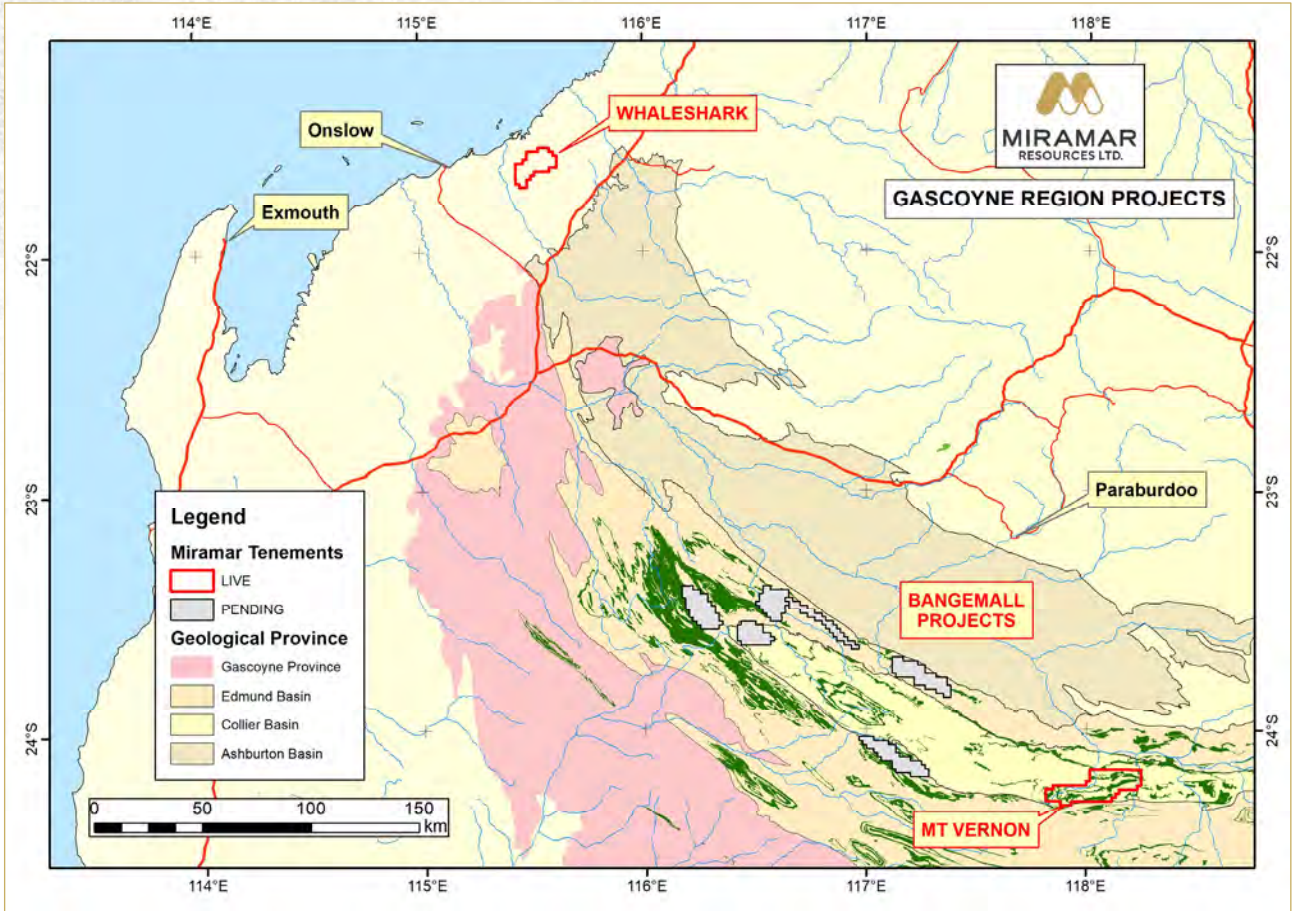 114°E
115°E
116°E
117°E
118°E
MIRAMAR
RESOURCES LTD.
GASCOYNE REGION PROJECTS
WHALESHARK
Onslow
Exmouth
22°S
22°S
23°S
23°S
Paraburdoo
BANGEMALL
PROJECTS
Legend
Miramar Tenements
LIVE
PENDING
Geological Province
Gascoyne Province
Edmund Basin
Collier Basin
Ashburton Basin
24°S
24°S
0 50 100 150
km
MT VERNON
114°E
115°E
116°E
117°E
118°E